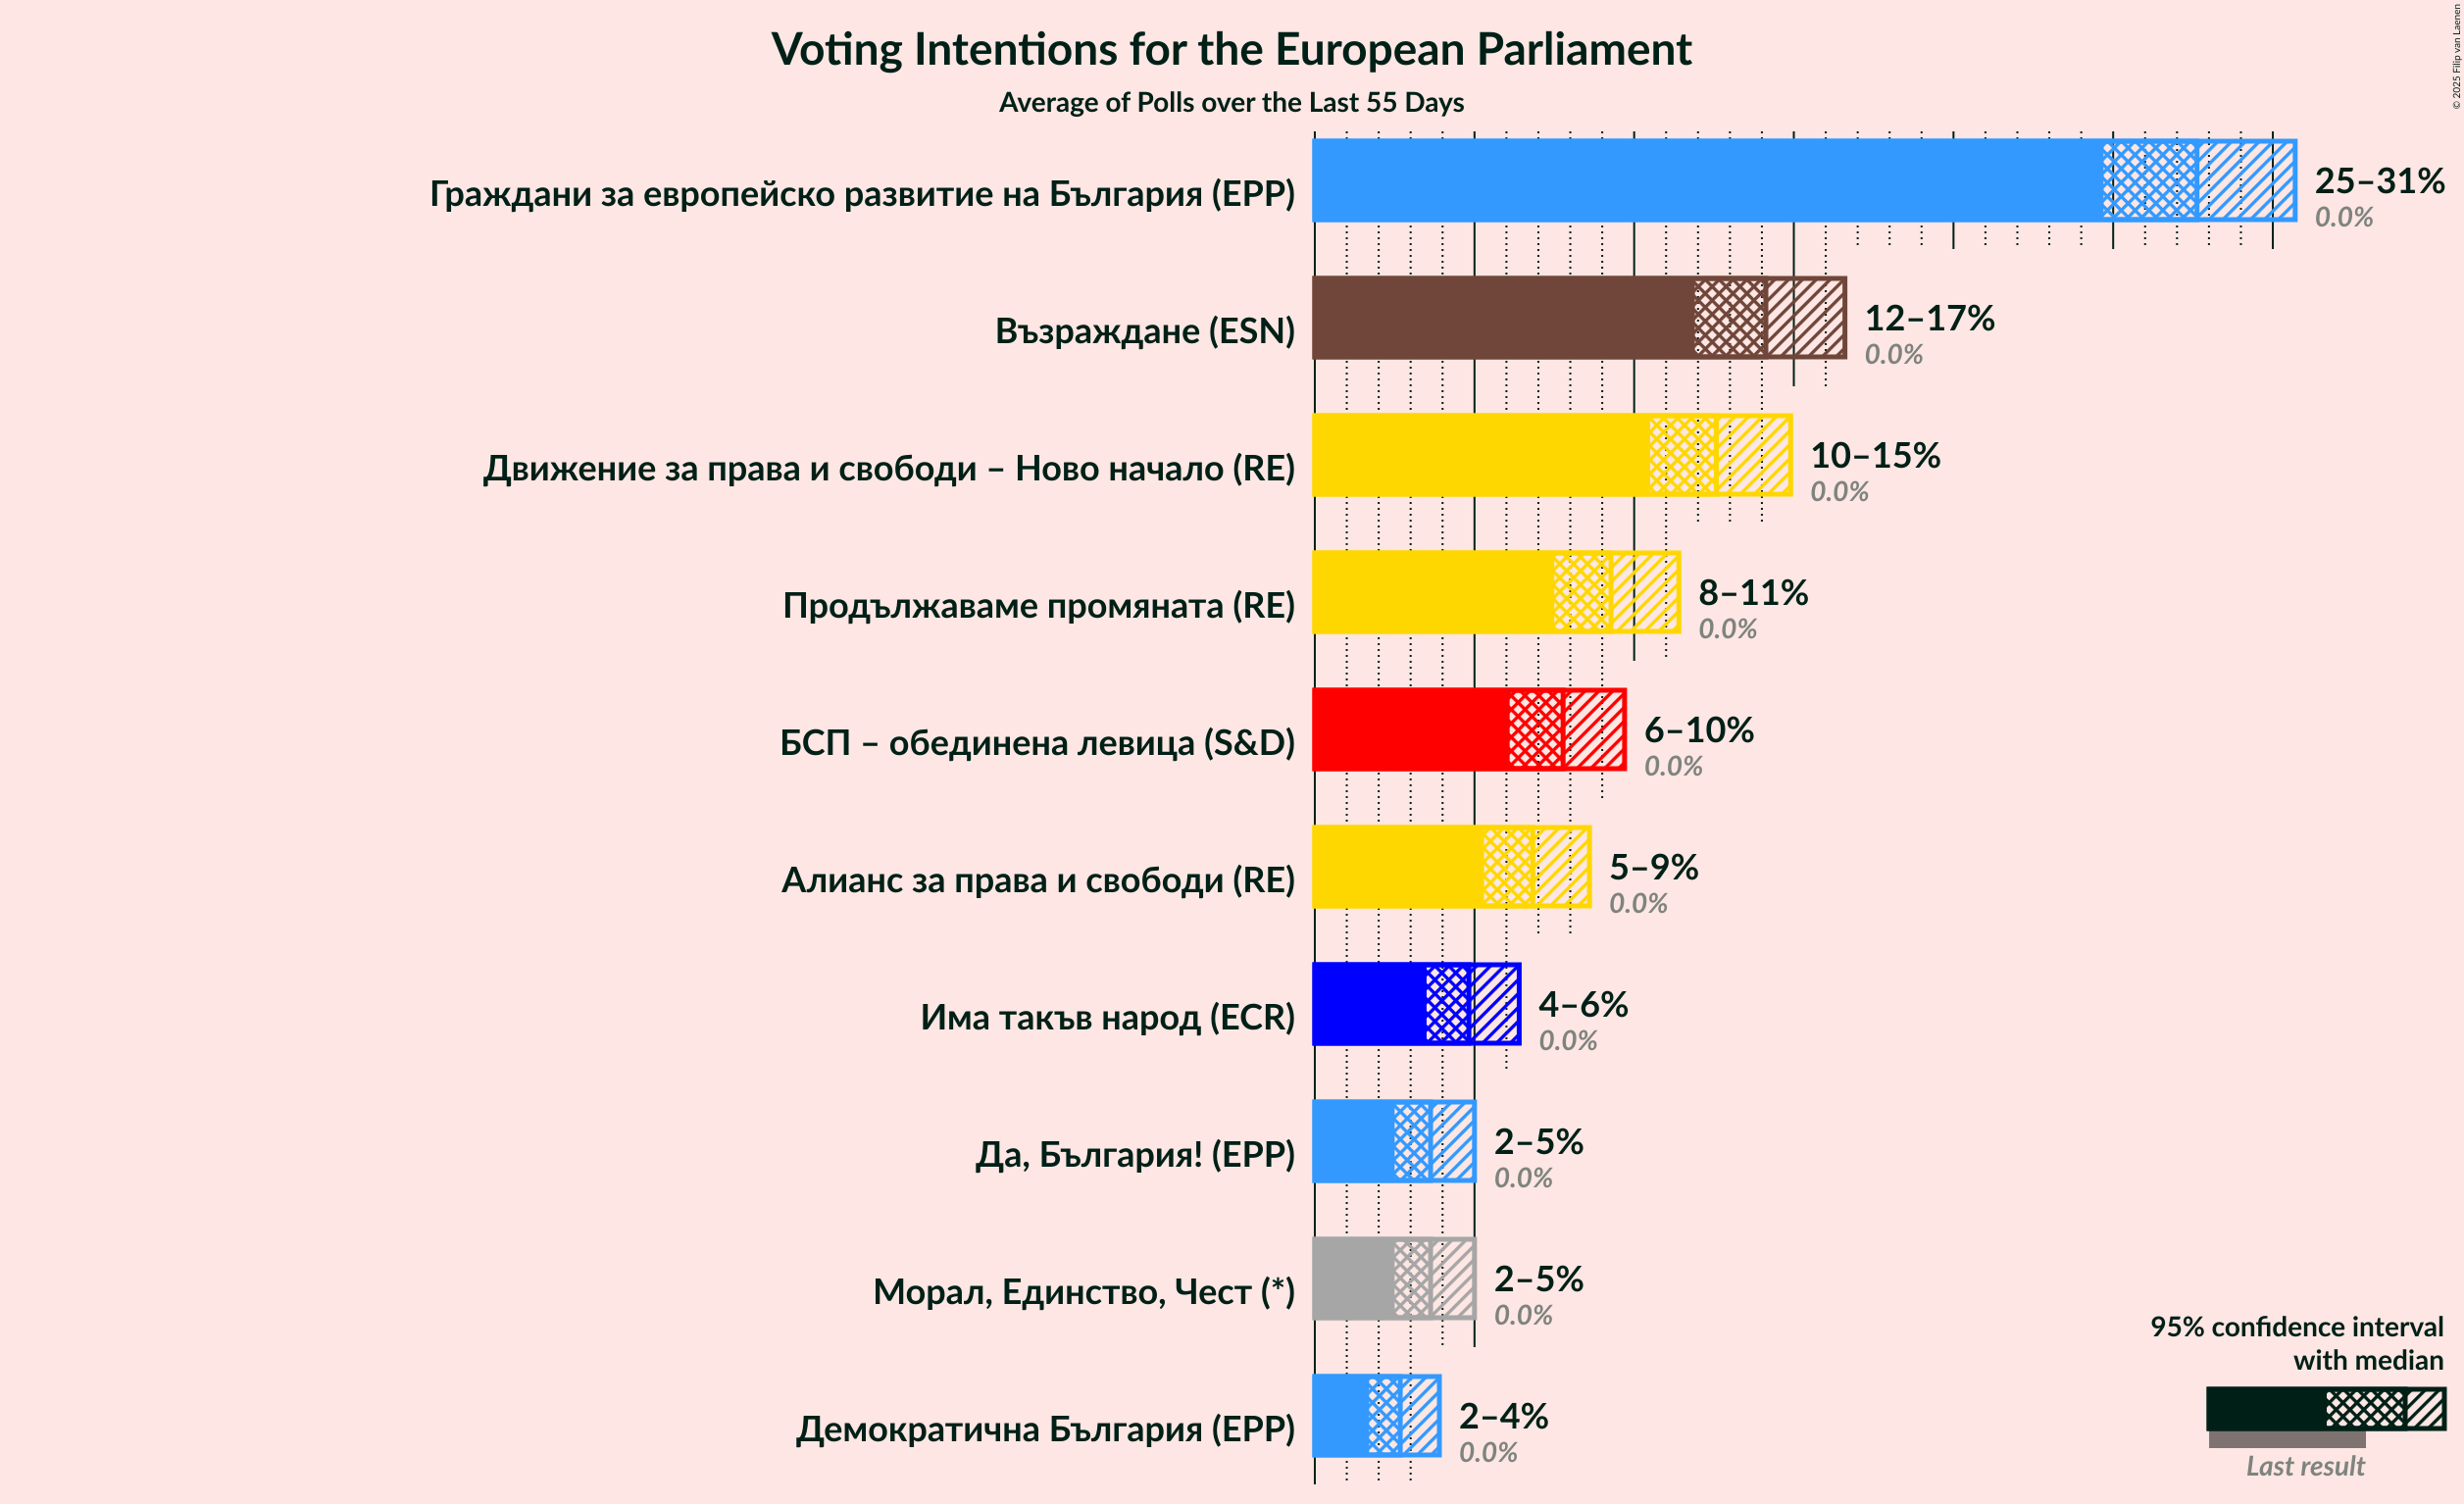 Voting Intentions for the European Parliament
Average of Polls over the Last 55 Days
© 2025 Filip van Laenen
Граждани за европейско развитие на България (EPP)
25–31%
0.0%
Възраждане (ESN)
12–17%
0.0%
Движение за права и свободи – Ново начало (RE)
10–15%
0.0%
Продължаваме промяната (RE)
8–11%
0.0%
БСП – обединена левица (S&D)
6–10%
0.0%
Алианс за права и свободи (RE)
5–9%
0.0%
Има такъв народ (ECR)
4–6%
0.0%
Да, България! (EPP)
2–5%
0.0%
Морал, Единство, Чест (*)
2–5%
0.0%
Демократична България (EPP)
2–4%
0.0%
95% confidence interval
with median
Last result